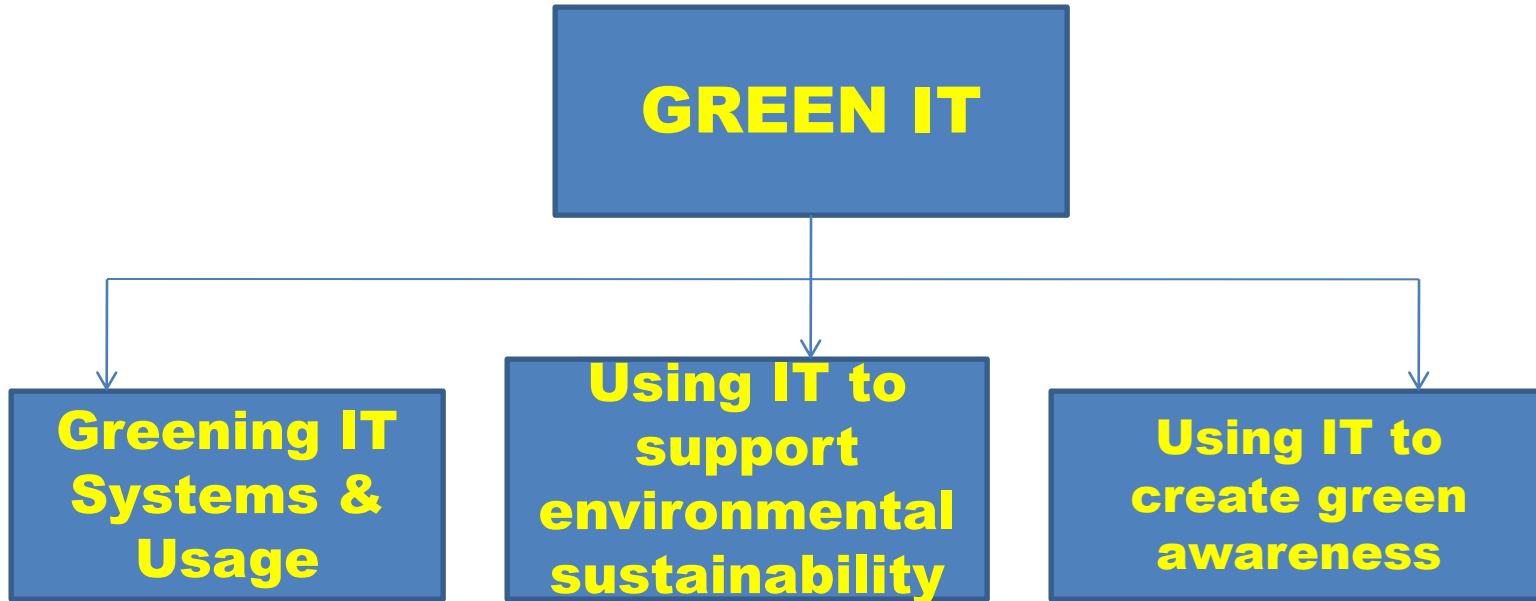 GREEN IT
Greening IT
Systems &
Usage
Using IT to
support
environmental
sustainability
Using IT to
create green
awareness